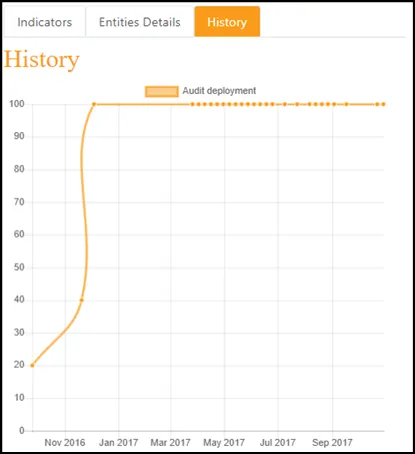 Indicators Entities Details History
History
Audit deployment
100
90
80
70
60
50
40
30
20
10
0
Nov 2016 Jan 2017 Mar 2017 May 2017 Jul 2017 Sep 2017